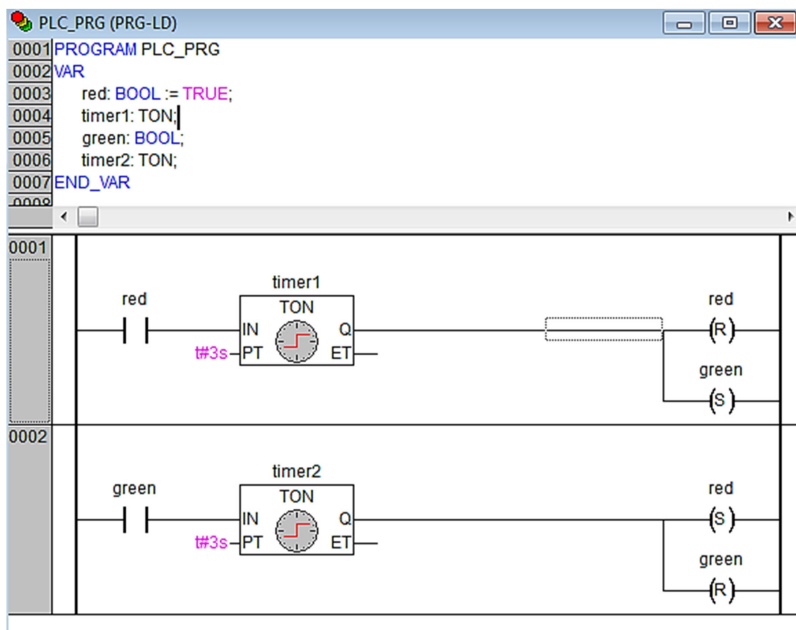 PLC_PRG (PRG-LD)
0001 PROGRAM PLC_PRG
0002 VAR
0003 red: BOOL := TRUE;
0004 timer1: TON;
0005 green: BOOL;
0006 timer2: TON;
0007 END_VAR
0008
0001
timer1
red TON red
IN Q R
t#3s PT ET
green
S
0002
timer2
green TON red
IN Q S
t#3s PT ET
green
R